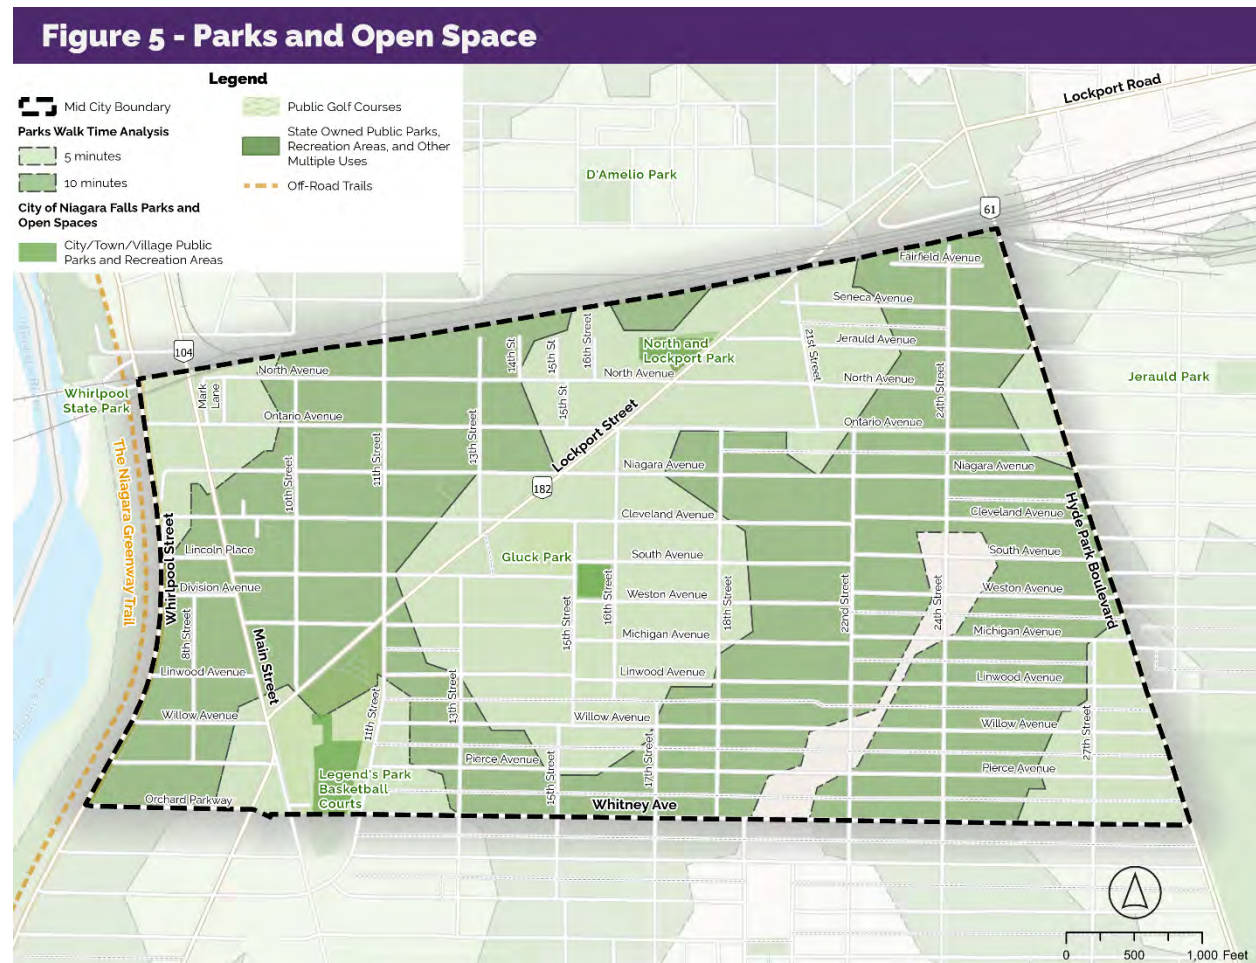 Figure 5 - Parks and Open Space
Legend
Mid City Boundary
Parks Walk Time Analysis
5 minutes
10 minutes
City of Niagara Falls Parks and
Open Spaces
City/Town/Village Public
Parks and Recreation Areas
Public Golf Courses
State Owned Public Parks,
Recreation Areas, and Other
Multiple Uses
Off-Road Trails
Lockport Road
D'Amelio Park
61
Fairfield Avenue
Seneca Avenue
Jerauld Avenue
21st Street
North and
Lockport Park
14th St
15th St
16th Street
104
North Avenue
North Avenue
North Avenue
24th Street
Jerauld Park
Whirlpool
State Park
Mark
Lane
15th St
Ontario Avenue
Ontario Avenue
13th Street
11th Street
Lockport Street
10th Street
Niagara Avenue
Niagara Avenue
182
The Niagara Greenway Trail
Whirlpool Street
Cleveland Avenue
Cleveland Avenue
Hyde Park Boulevard
Lincoln Place
Gluck Park
South Avenue
South Avenue
Division Avenue
Weston Avenue
Weston Avenue
16th Street
15th Street
18th Street
22nd Street
24th Street
8th Street
Main Street
Michigan Avenue
Michigan Avenue
Linwood Avenue
Linwood Avenue
Linwood Avenue
13th Street
11th Street
Willow Avenue
Willow Avenue
Willow Avenue
27th Street
17th Street
Pierce Avenue
Pierce Avenue
15th Street
Legend's Park
Basketball
Courts
Orchard Parkway
Whitney Ave
0 500 1,000 Feet